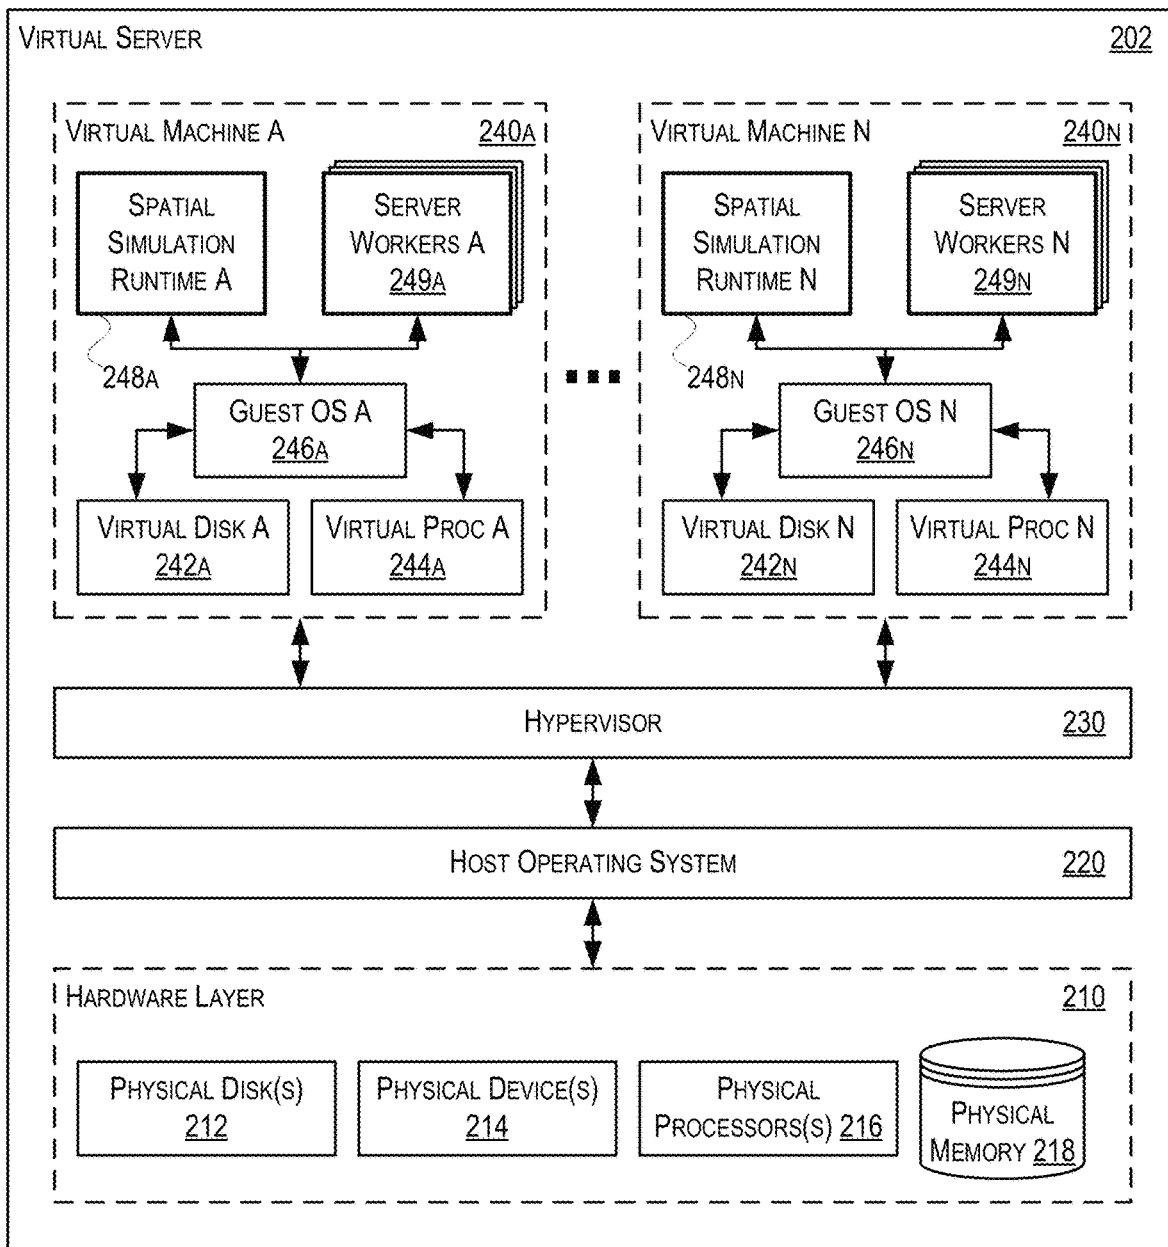 VIRTUAL SERVER 202
VIRTUAL MACHINE A 240A
VIRTUAL MACHINE N 240N
SPATIAL
SIMULATION
RUNTIME A
SERVER
WORKERS A
249A
SPATIAL
SIMULATION
RUNTIME N
SERVER
WORKERS N
249N
248A
248N
GUEST OS A
246A
GUEST OS N
246N
VIRTUAL DISK A
242A
VIRTUAL PROC A
244A
VIRTUAL DISK N
242N
VIRTUAL PROC N
244N
HYPERVISOR 230
HOST OPERATING SYSTEM 220
HARDWARE LAYER 210
PHYSICAL DISK(S)
212
PHYSICAL DEVICE(S)
214
PHYSICAL
PROCESSORS(S) 216
PHYSICAL
MEMORY 218